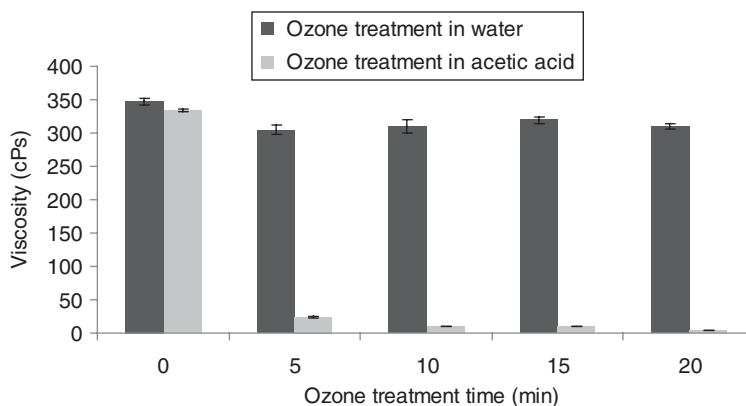 Ozone treatment in water
Ozone treatment in acetic acid
400
350
300
250
200
150
100
50
0
Viscosity (cPs)
0 5 10 15 20
Ozone treatment time (min)